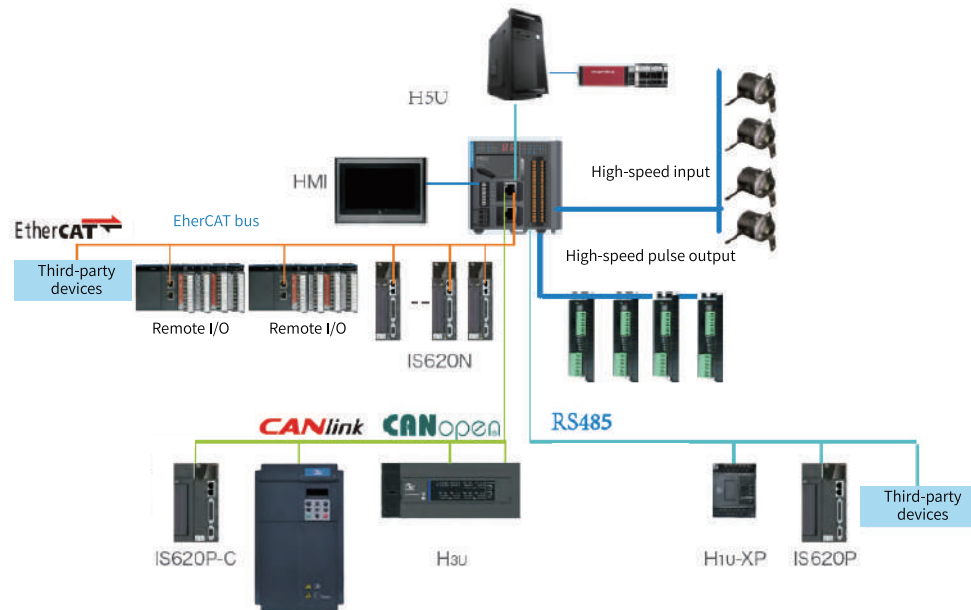 H5U
HMI
High-speed input
EtherCAT
EherCAT bus
High-speed pulse output
Third-party
devices
Remote I/O
Remote I/O
IS620N
CANlink
CANopen
RS485
Third-party
devices
IS620P-C
H3U
H1U-XP
IS620P